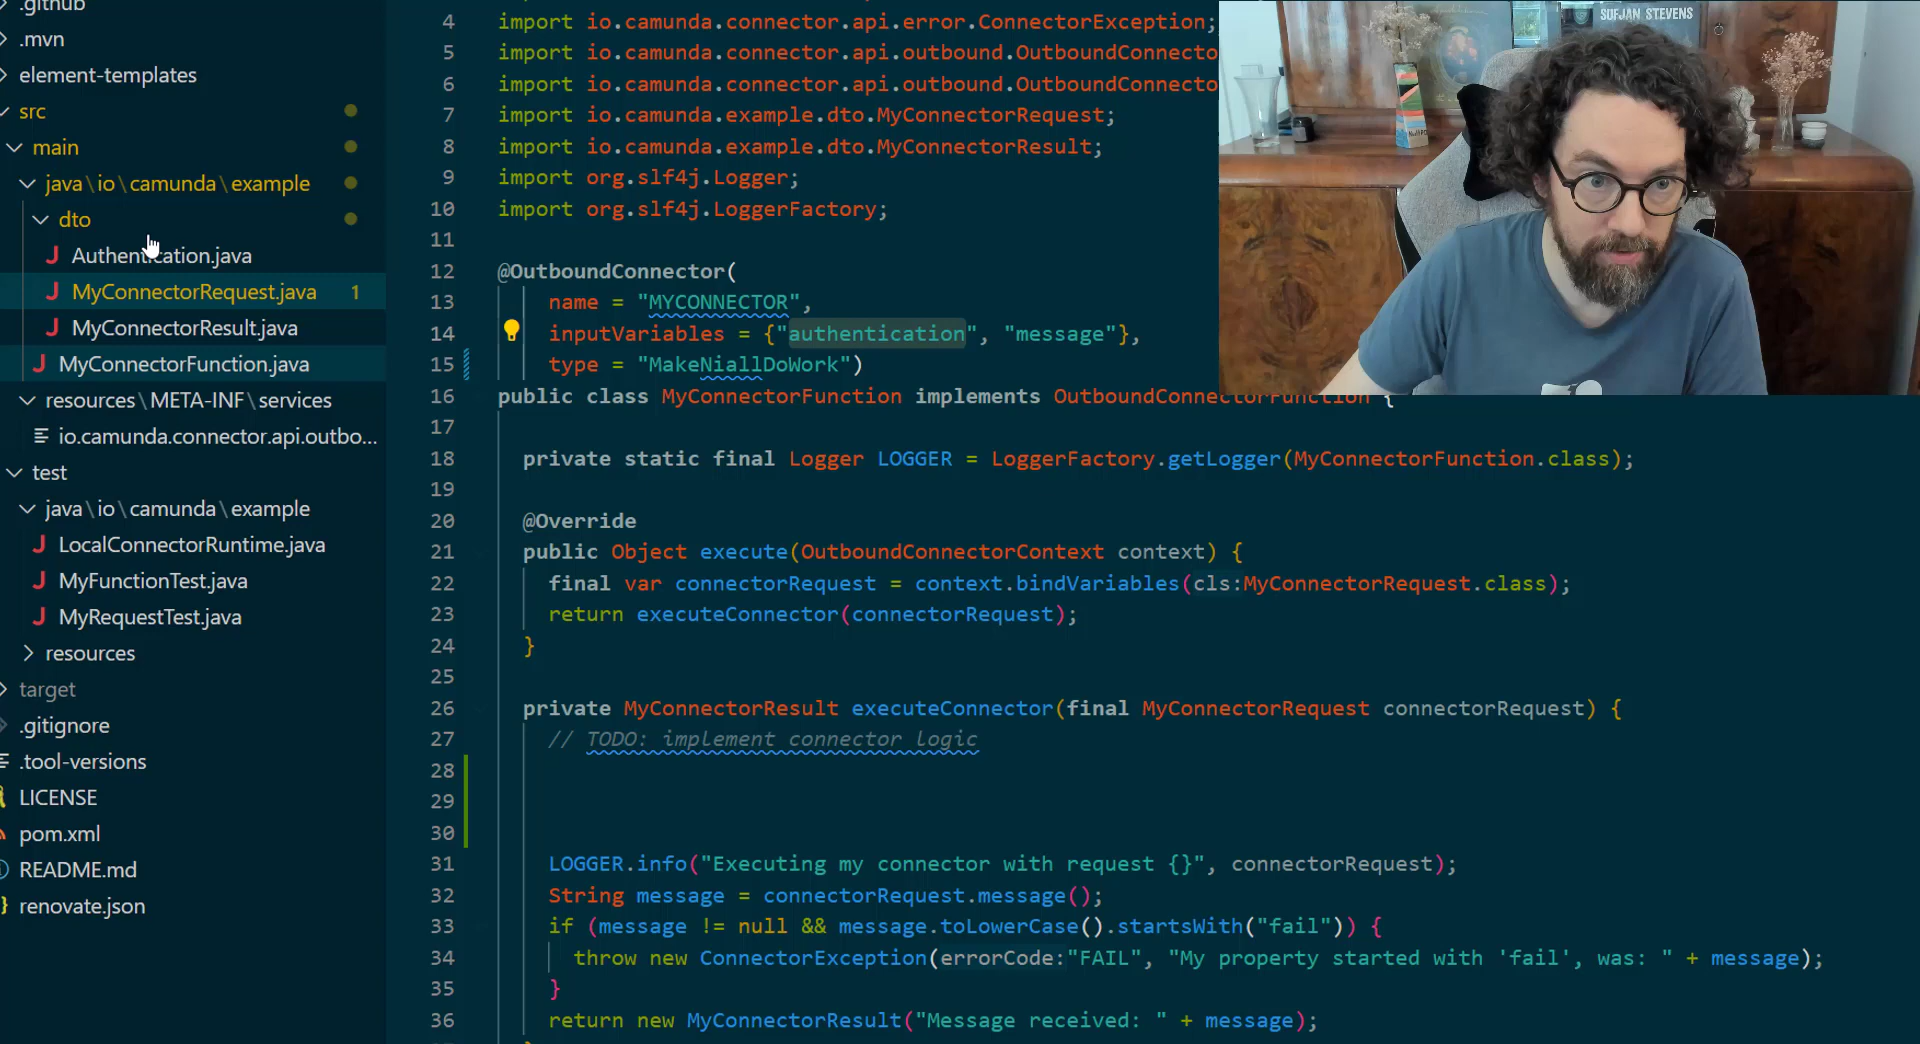 .github
.mvn
element-templates
src
main
java\io\camunda\example
dto
Authentication.java
MyConnectorRequest.java 1
MyConnectorResult.java
MyConnectorFunction.java
resources\META-INF\services
io.camunda.connector.api.outbo...
test
java\io\camunda\example
LocalConnectorRuntime.java
MyFunctionTest.java
MyRequestTest.java
resources
target
.gitignore
.tool-versions
LICENSE
pom.xml
README.md
renovate.json
4 import io.camunda.connector.api.error.ConnectorException;
5 import io.camunda.connector.api.outbound.OutboundConnecto
6 import io.camunda.connector.api.outbound.OutboundConnecto
7 import io.camunda.example.dto.MyConnectorRequest;
8 import io.camunda.example.dto.MyConnectorResult;
9 import org.slf4j.Logger;
10 import org.slf4j.LoggerFactory;
11
12 @OutboundConnector(
13 name = "MYCONNECTOR",
14 inputVariables = {"authentication", "message"},
15 type = "MakeNiallDoWork")
16 public class MyConnectorFunction implements OutboundConnectorFunction {
17
18 private static final Logger LOGGER = LoggerFactory.getLogger(MyConnectorFunction.class);
19
20 @Override
21 public Object execute(OutboundConnectorContext context) {
22 final var connectorRequest = context.bindVariables(cls:MyConnectorRequest.class);
23 return executeConnector(connectorRequest);
24 }
25
26 private MyConnectorResult executeConnector(final MyConnectorRequest connectorRequest) {
27 // TODO: implement connector logic
28
29
30
31 LOGGER.info("Executing my connector with request {}", connectorRequest);
32 String message = connectorRequest.message();
33 if (message != null && message.toLowerCase().startsWith("fail")) {
34 throw new ConnectorException(errorCode:"FAIL", "My property started with 'fail', was: " + message);
35 }
36 return new MyConnectorResult("Message received: " + message);
SUFJAN STEVENS